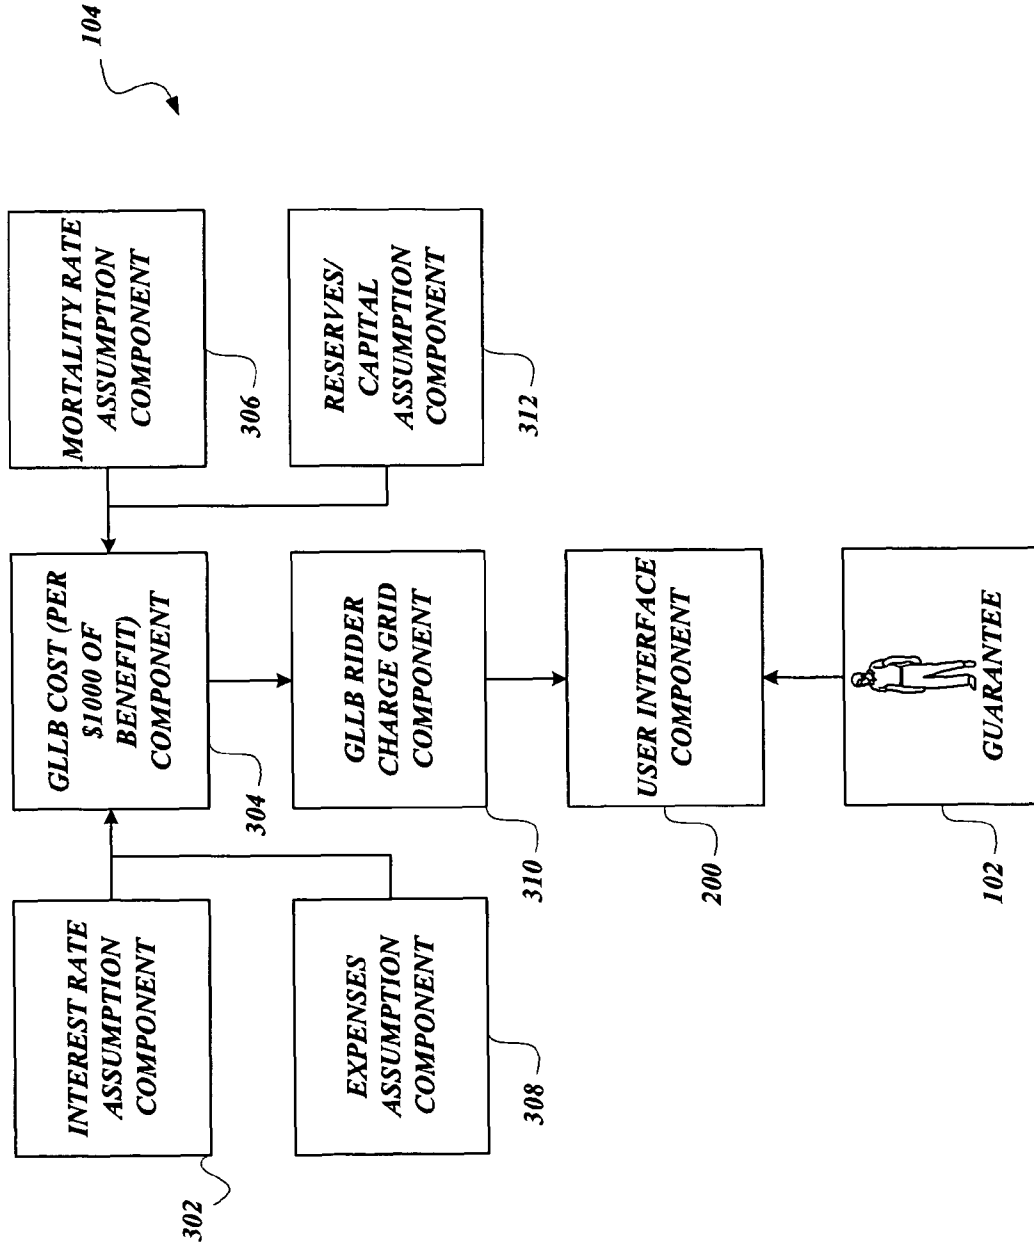 104
INTEREST RATE
ASSUMPTION
COMPONENT
302
GLLB COST (PER
$1000 OF
BENEFIT)
COMPONENT
304
MORTALITY RATE
ASSUMPTION
COMPONENT
306
EXPENSES
ASSUMPTION
COMPONENT
308
GLLB RIDER
CHARGE GRID
COMPONENT
310
RESERVES/
CAPITAL
ASSUMPTION
COMPONENT
312
USER INTERFACE
COMPONENT
200
GUARANTEE
102